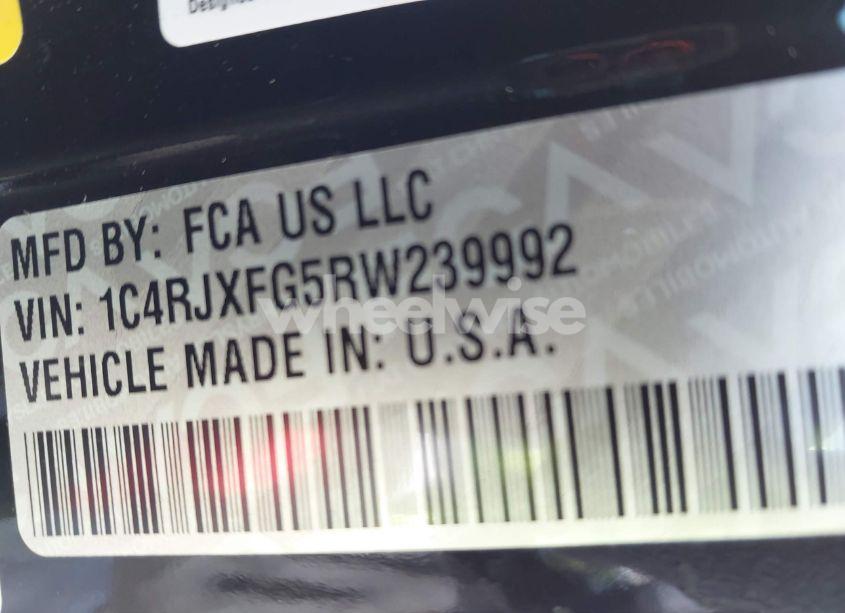 MFD BY: FCA US LLC
VIN: 1C4RJXFG5RW239992
wheelwise
VEHICLE MADE IN: U.S.A.